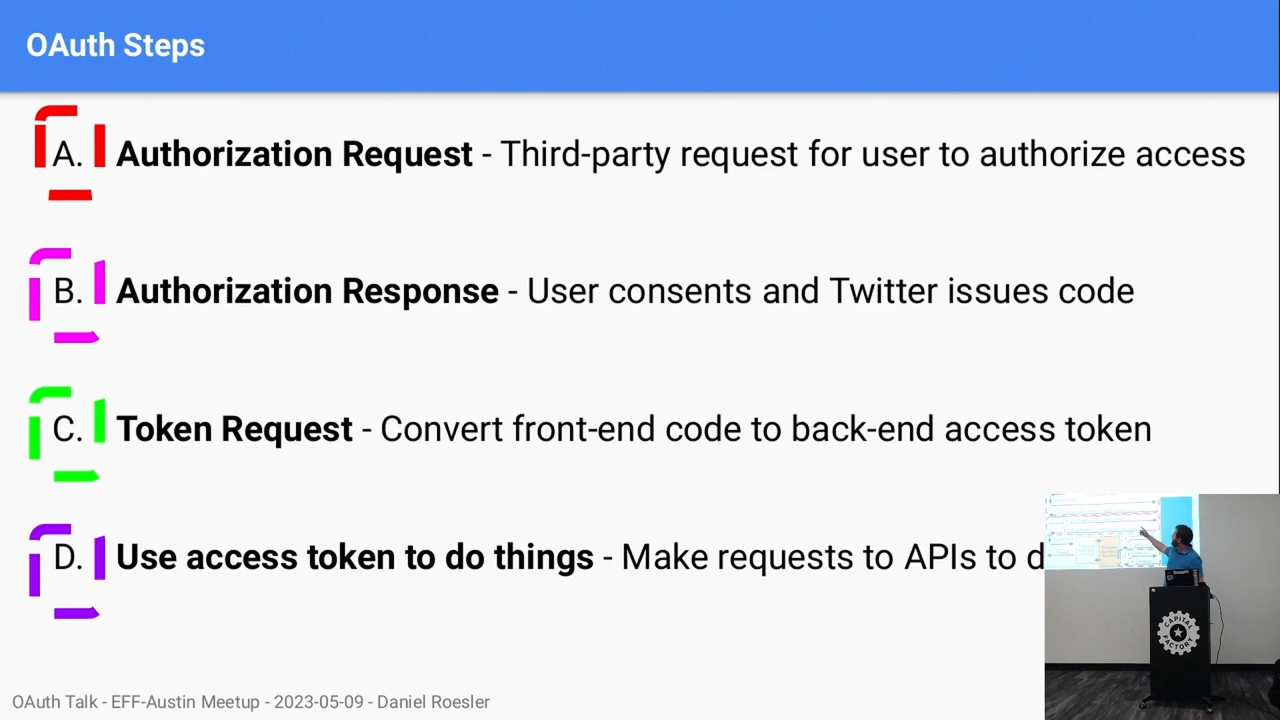 OAuth Steps
A. Authorization Request - Third-party request for user to authorize access
B. Authorization Response - User consents and Twitter issues code
C. Token Request - Convert front-end code to back-end access token
D. Use access token to do things - Make requests to APIs to d
CAPITAL
FACTORY
OAuth Talk - EFF-Austin Meetup - 2023-05-09 - Daniel Roesler